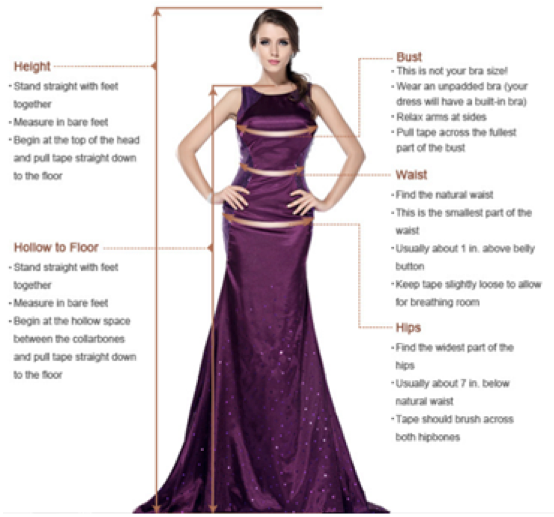 Height
• Stand straight with feet
together
• Measure in bare feet
• Begin at the top of the head
and pull tape straight down
to the floor
Hollow to Floor
• Stand straight with feet
together
• Measure in bare feet
• Begin at the hollow space
between the collarbones
and pull tape straight down
to the floor
Bust
• This is not your bra size!
• Wear an unpadded bra (your
dress will have a built-in bra)
• Relax arms at sides
• Pull tape across the fullest
part of the bust
Waist
• Find the natural waist
• This is the smallest part of the
waist
• Usually about 1 in. above belly
button
• Keep tape slightly loose to allow
for breathing room
Hips
• Find the widest part of the
hips
• Usually about 7 in. below
natural waist
• Tape should brush across
both hipbones